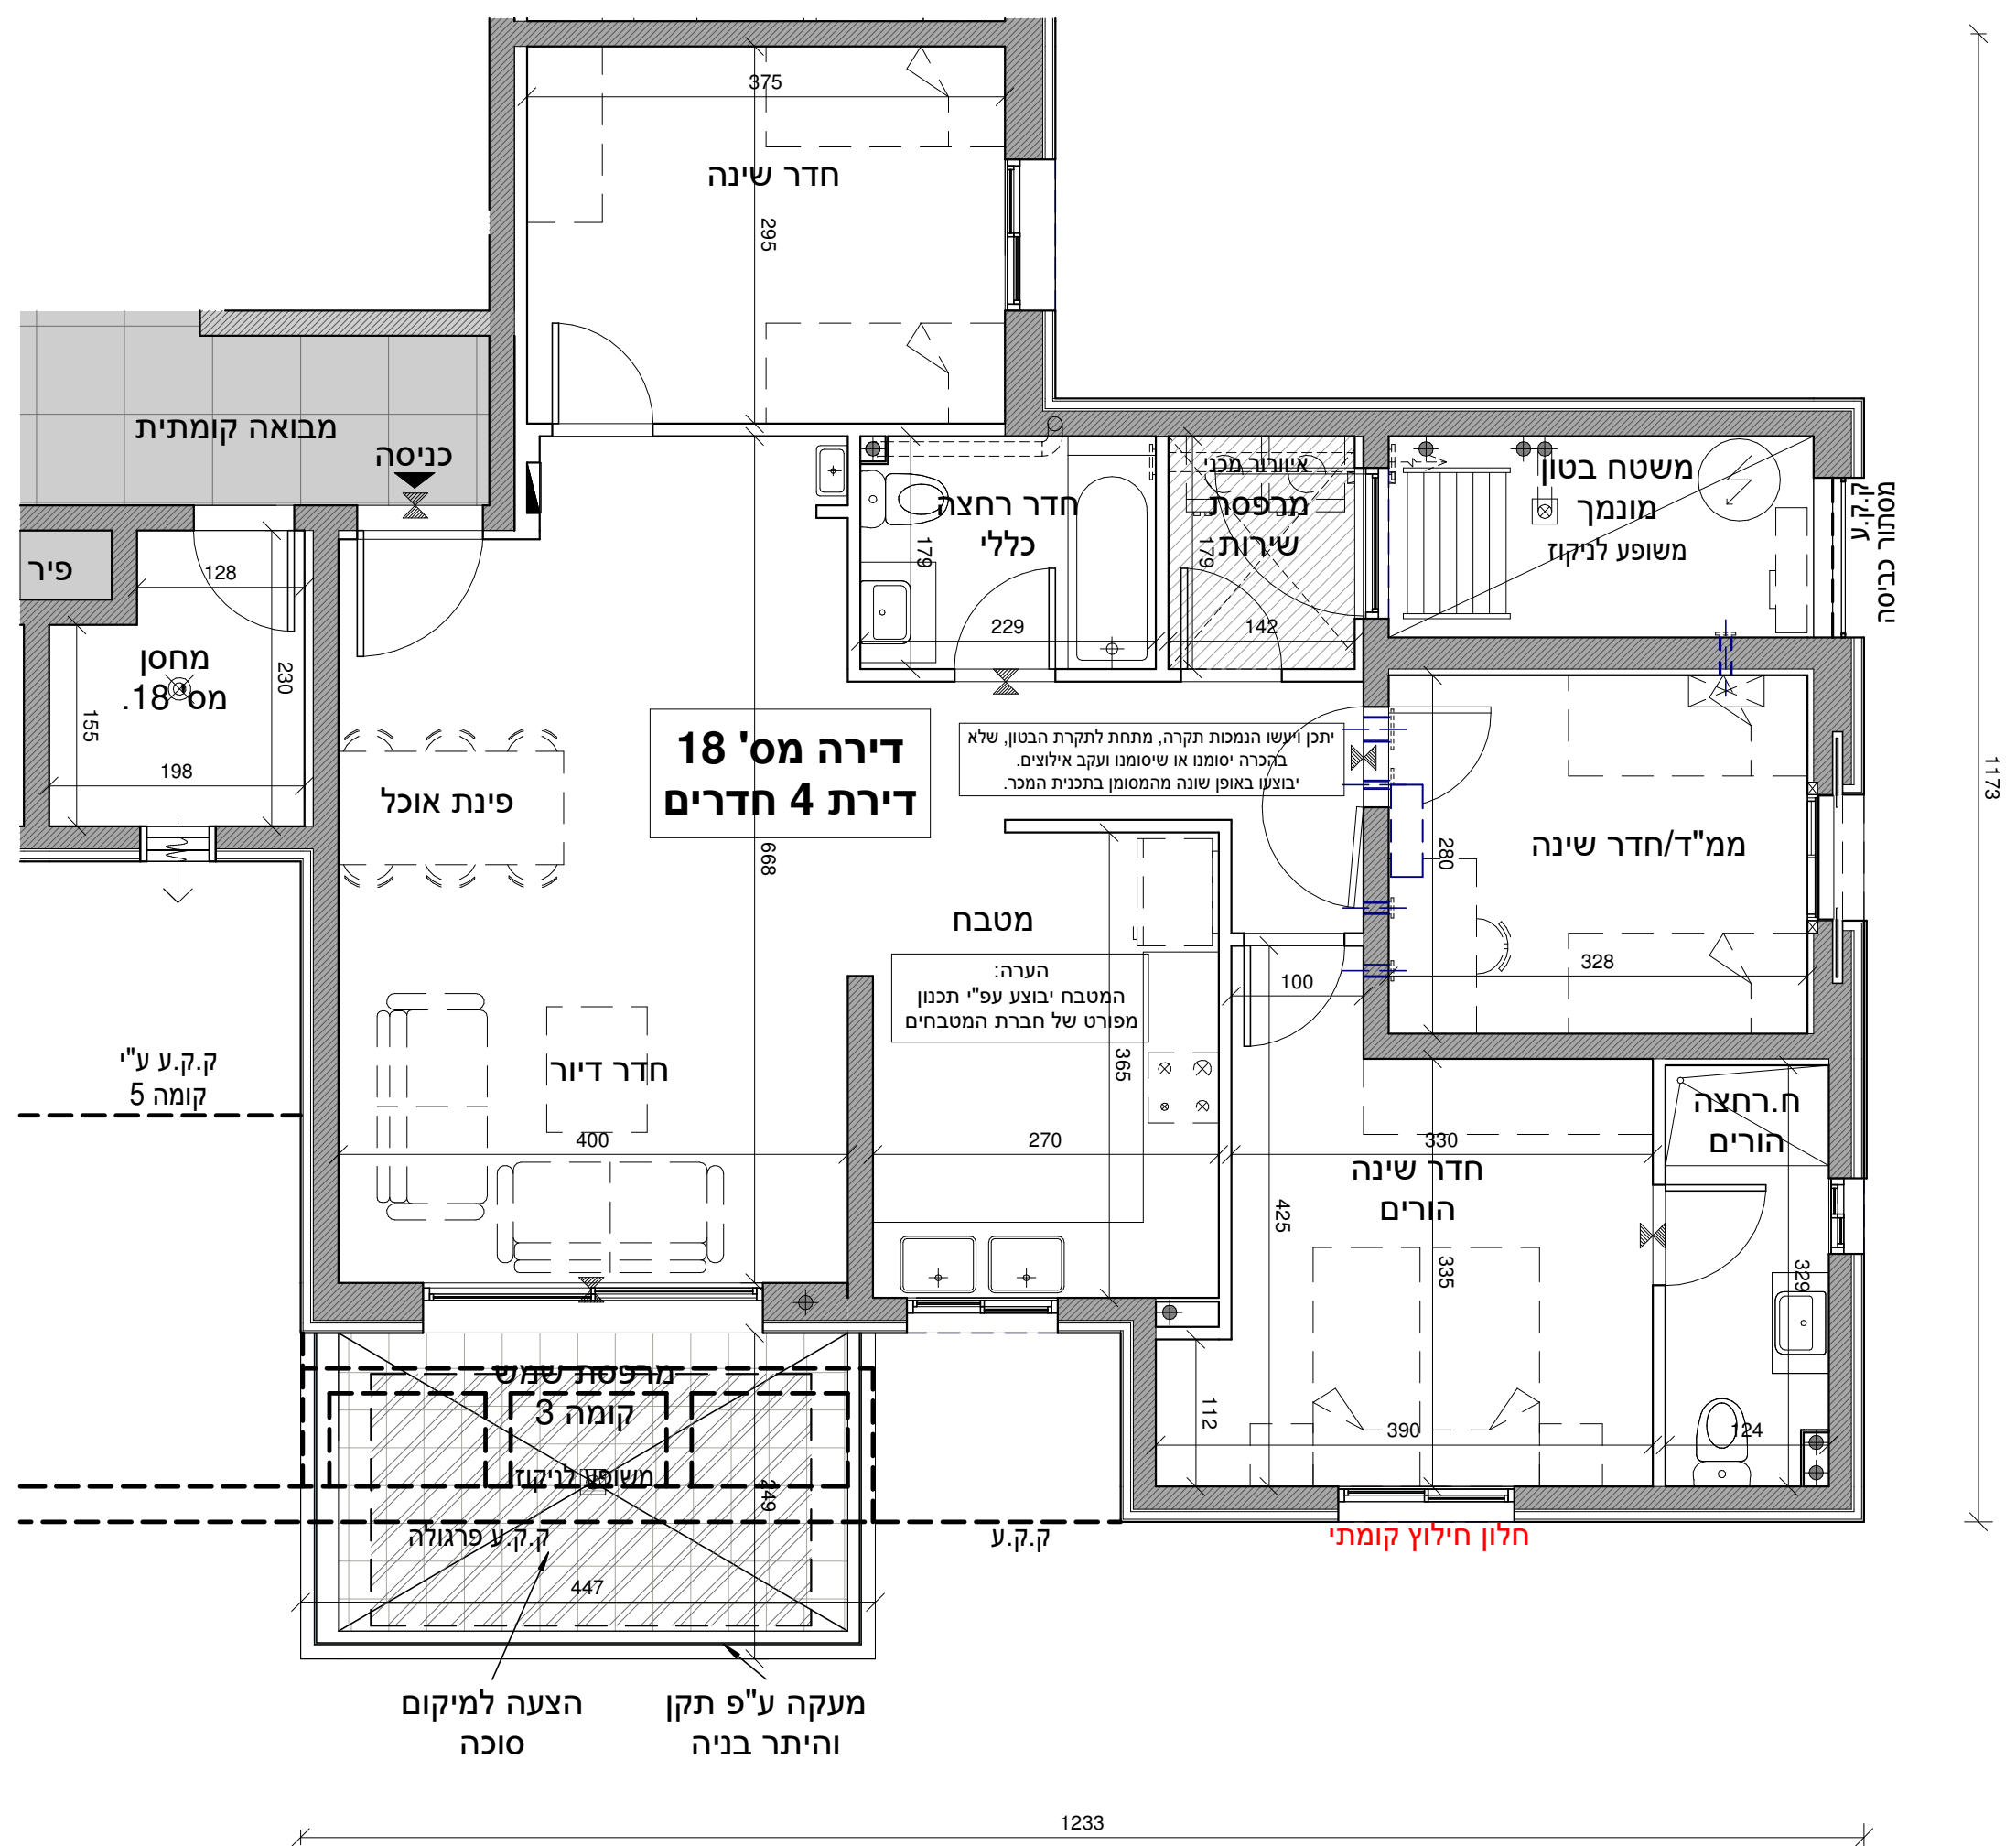 375
חדר שינה
295
מבואה קומתית
כניסה
פיר
128
מחסן
מס' 18.
230
155
198
חדר רחצה
כללי
179
229
איוורור מכני
מרפסת
שירות
179
142
משטח בטון
מונמך
משופע לניקוז
ק.ק.ע
מסתור כביסה
1173
דירה מס' 18
דירת 4 חדרים
יתכן ויעשו הנמכות תקרה, מתחת לתקרת הבטון, שלא
בהכרה יסומנו או שיסומנו ועקב אילוצים.
יבוצעו באופן שונה מהמסומן בתכנית המכר.
פינת אוכל
668
ממ"ד/חדר שינה
280
328
מטבח
הערה:
המטבח יבוצע עפ"י תכנון
מפורט של חברת המטבחים
100
365
חדר דיור
400
270
330
ק.ק.ע ע"י
קומה 5
חדר שינה
הורים
425
335
ח.רחצה
הורים
329
112
390
124
מרפסת שמש
קומה 3
משופע לניקוז
249
ק.ק.ע פרגולה
447
ק.ק.ע
חלון חילוץ קומתי
הצעה למיקום
סוכה
מעקה ע"פ תקן
והיתר בניה
1233